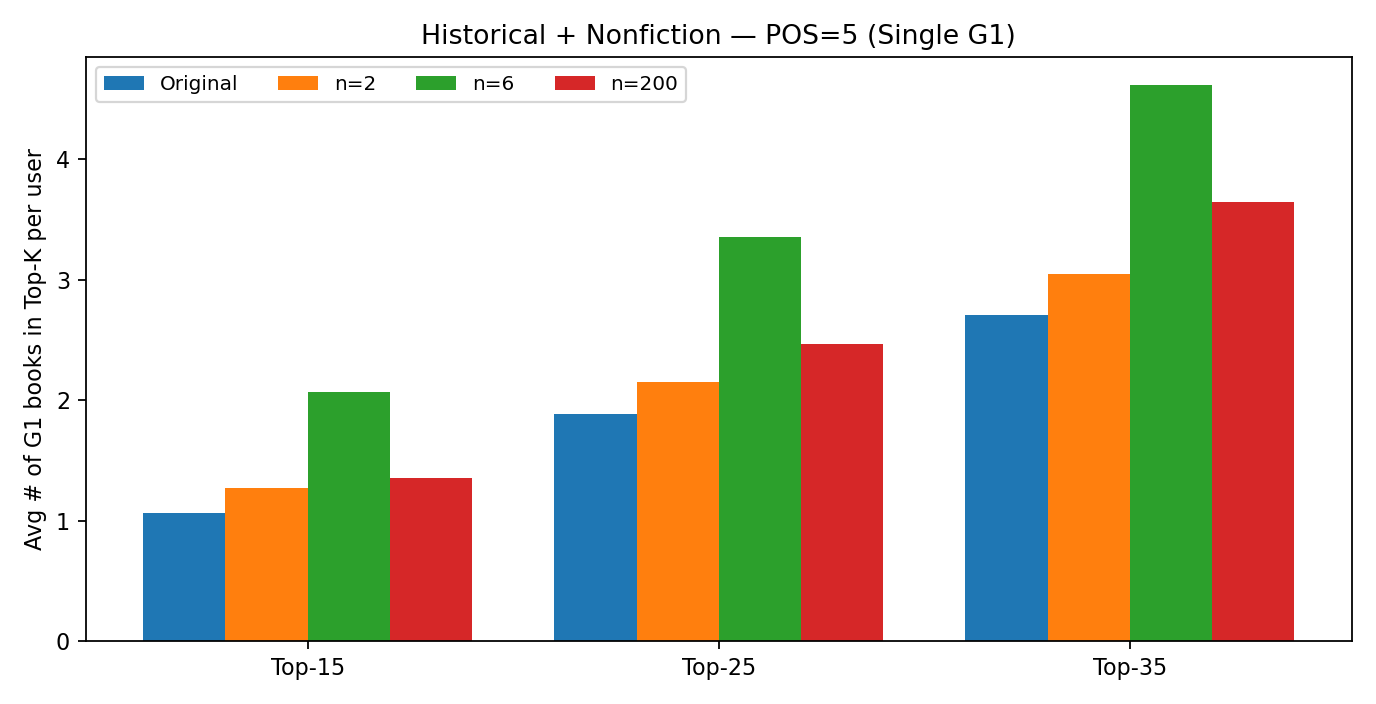 Historical + Nonfiction — POS=5 (Single G1)
Original n=2 n=6 n=200
Avg # of G1 books in Top-K per user
4
3
2
1
0
Top-15 Top-25 Top-35